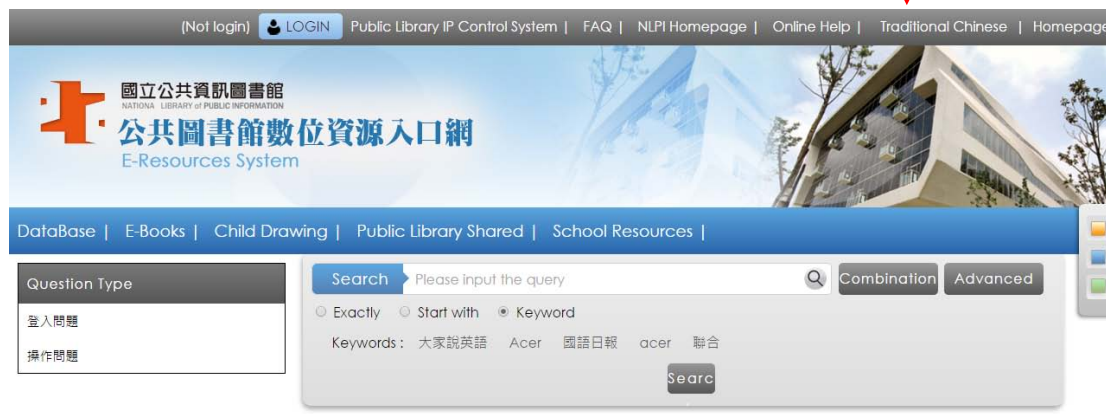 (Not login) LOGIN Public Library IP Control System | FAQ | NLPI Homepage | Online Help | Traditional Chinese | Homepage
國立公共資訊圖書館
NATIONA LIBRARY of PUBLIC INFORMATION
公共圖書館數位資源入口網
E-Resources System
DataBase | E-Books | Child Drawing | Public Library Shared | School Resources |
Question Type
登入問題
操作問題
Search Please input the query Combination Advanced
Exactly Start with Keyword
Keywords : 大家說英語 Acer 國語日報 acer 聯合
Searc